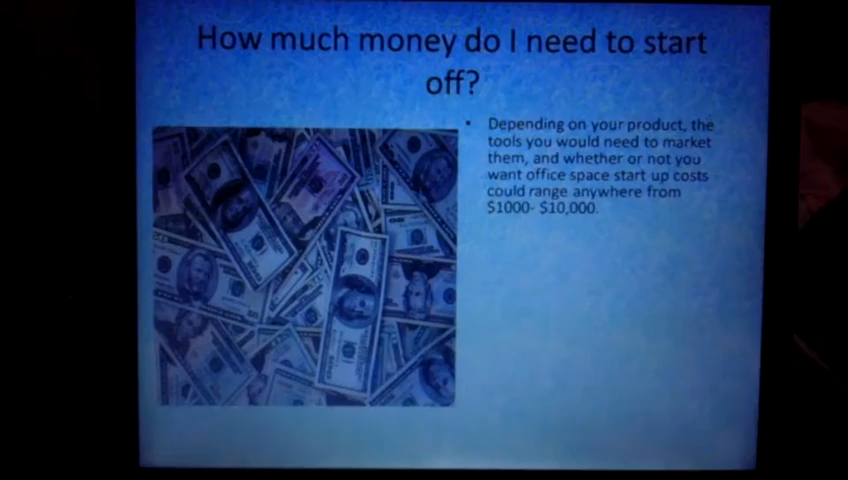 How much money do I need to start
off?
• Depending on your product, the
tools you would need to market
them, and whether or not you
want office space start up costs
could range anywhere from
$1000- $10,000.